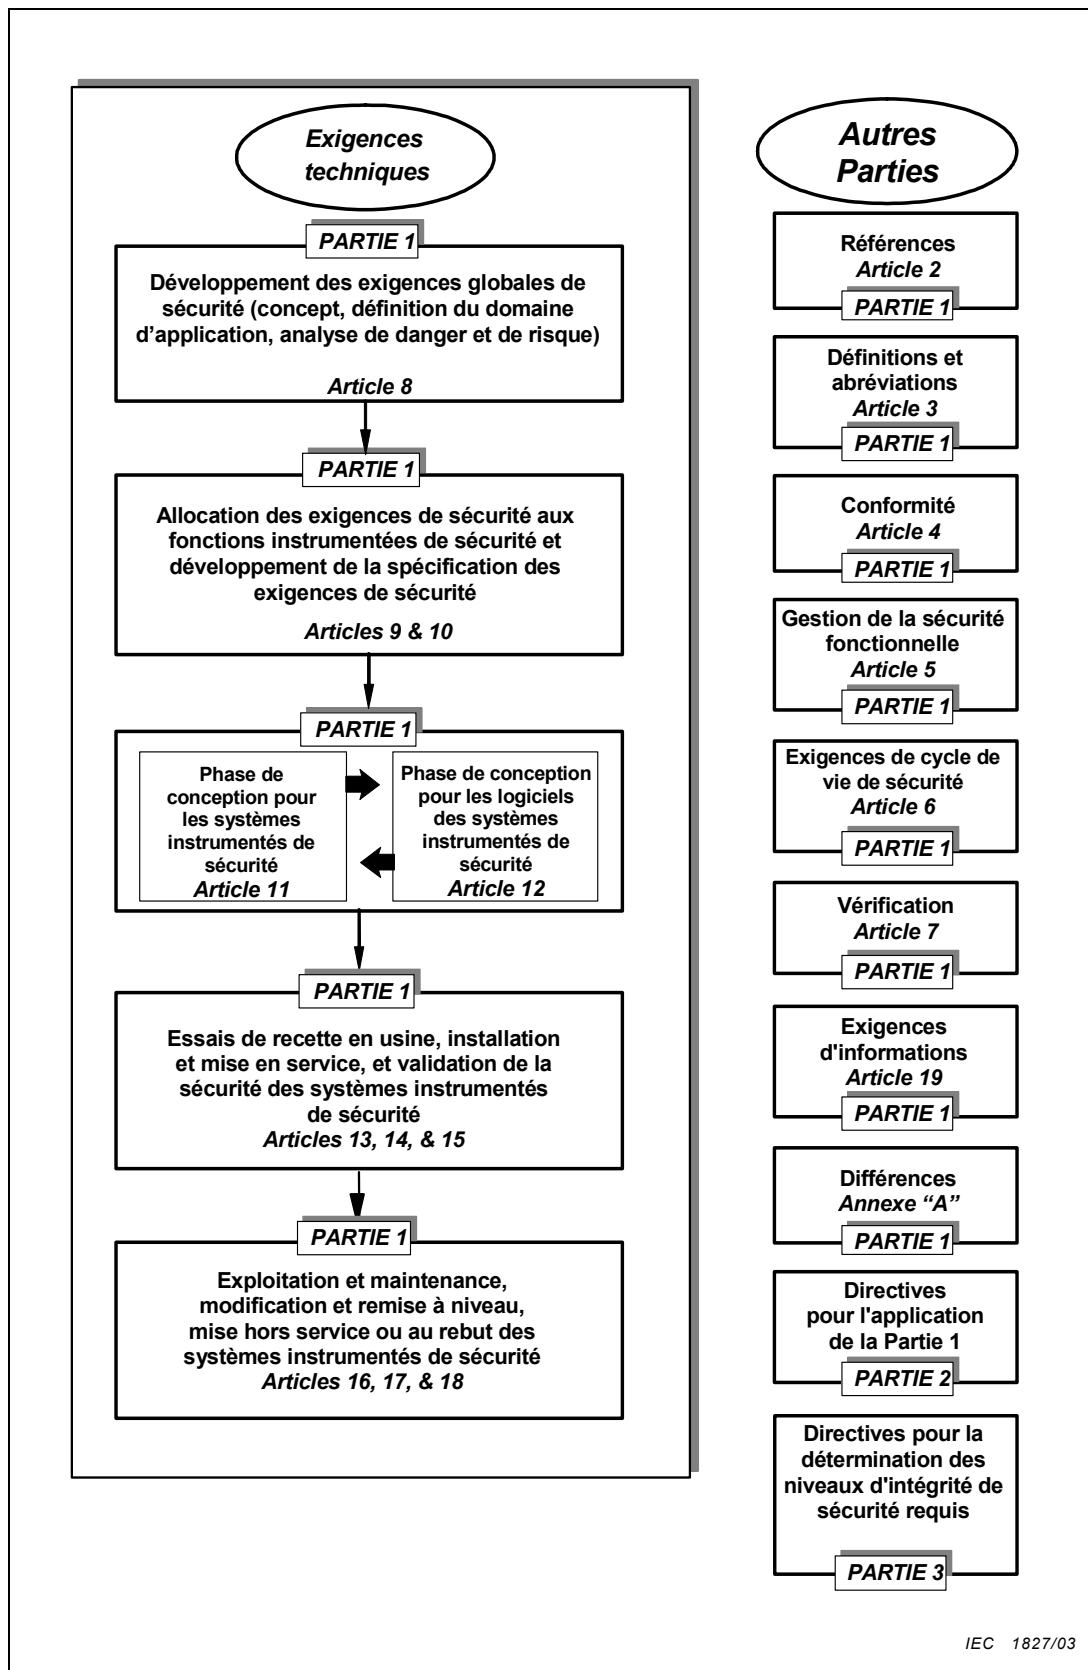 Exigences
techniques
PARTIE 1
Développement des exigences globales de
sécurité (concept, définition du domaine
d'application, analyse de danger et de risque)
Article 8
PARTIE 1
Allocation des exigences de sécurité aux
fonctions instrumentées de sécurité et
développement de la spécification des
exigences de sécurité
Articles 9 & 10
PARTIE 1
Phase de
conception pour
les systèmes
instrumentés de
sécurité
Article 11
Phase de conception
pour les logiciels
des systèmes
instrumentés de
sécurité
Article 12
PARTIE 1
Essais de recette en usine, installation
et mise en service, et validation de la
sécurité des systèmes instrumentés
de sécurité
Articles 13, 14, & 15
PARTIE 1
Exploitation et maintenance,
modification et remise à niveau,
mise hors service ou au rebut des
systèmes instrumentés de sécurité
Articles 16, 17, & 18
Autres
Parties
Références
Article 2
PARTIE 1
Définitions et
abréviations
Article 3
PARTIE 1
Conformité
Article 4
PARTIE 1
Gestion de la sécurité
fonctionnelle
Article 5
PARTIE 1
Exigences de cycle de
vie de sécurité
Article 6
PARTIE 1
Vérification
Article 7
PARTIE 1
Exigences
d'informations
Article 19
PARTIE 1
Différences
Annexe “A”
PARTIE 1
Directives
pour l'application
de la Partie 1
PARTIE 2
Directives pour la
détermination des
niveaux d'intégrité de
sécurité requis
PARTIE 3
IEC 1827/03